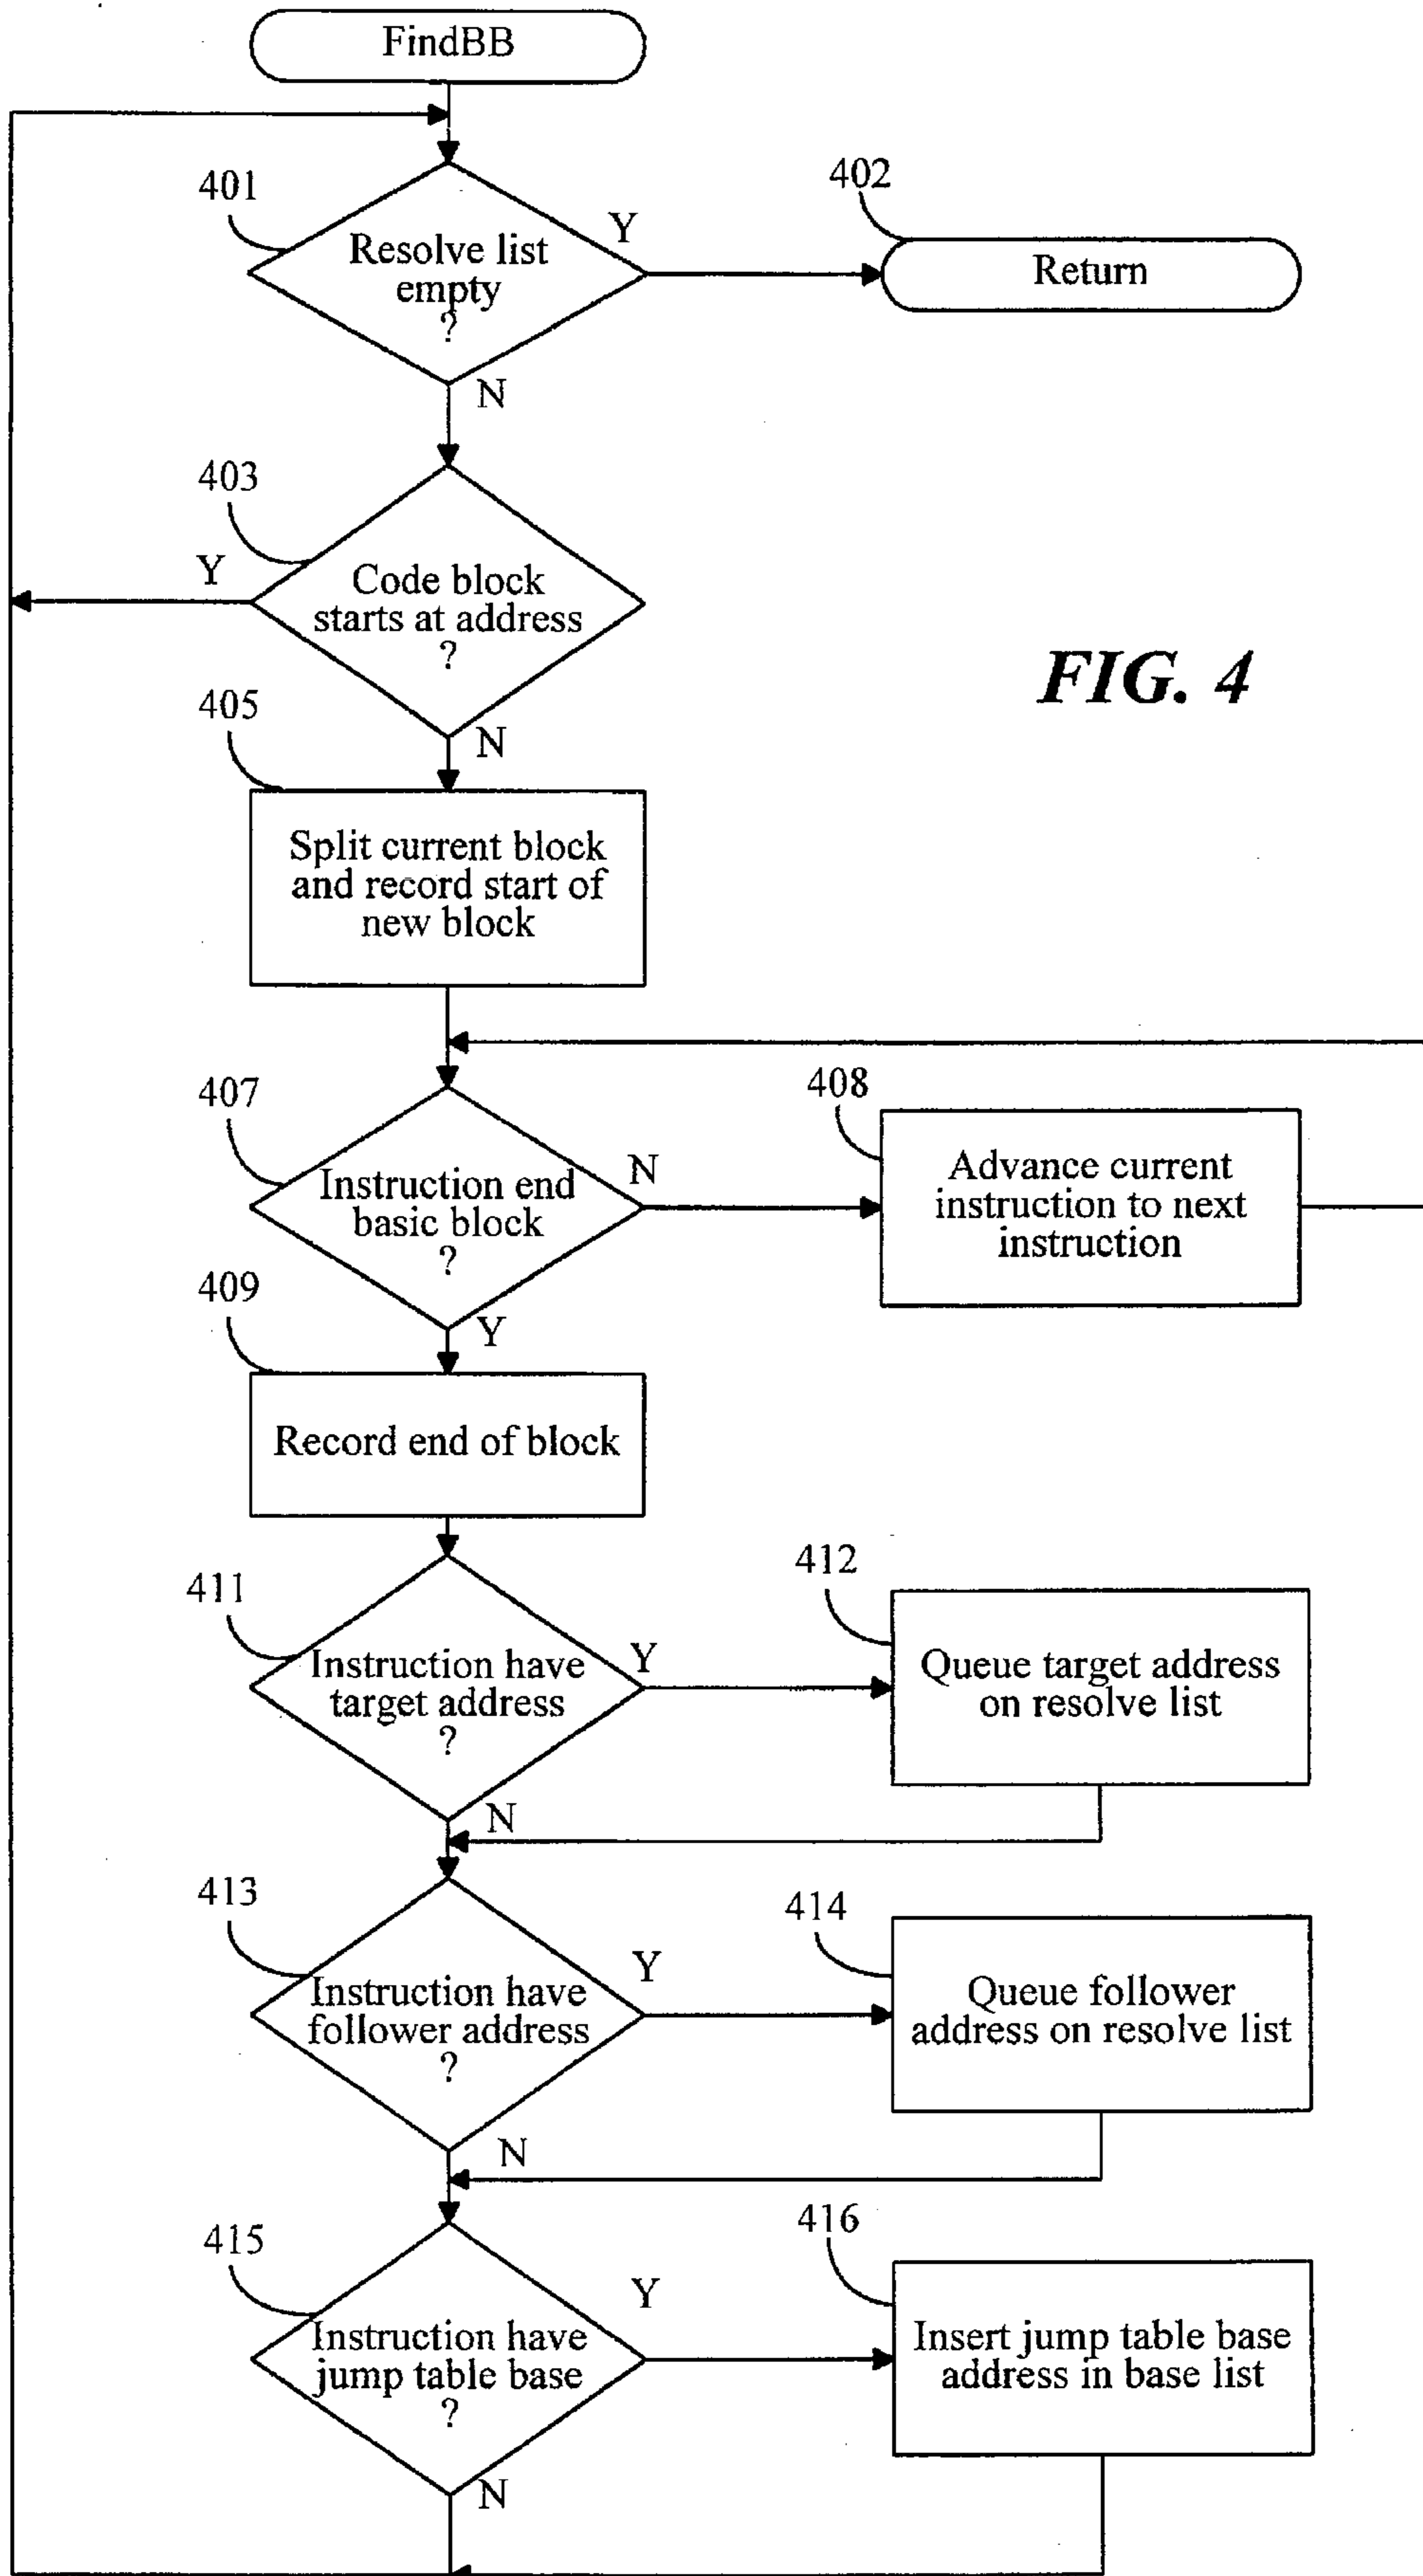 FindBB
401
Resolve list
empty
?
Y
402
Return
N
403
Y
Code block
starts at address
?
N
FIG. 4
405
Split current block
and record start of
new block
407
Instruction end
basic block
?
N
408
Advance current
instruction to next
instruction
Y
409
Record end of block
411
Instruction have
target address
?
Y
412
Queue target address
on resolve list
N
413
Instruction have
follower address
?
Y
414
Queue follower
address on resolve list
N
415
Instruction have
jump table base
?
Y
416
Insert jump table base
address in base list
N